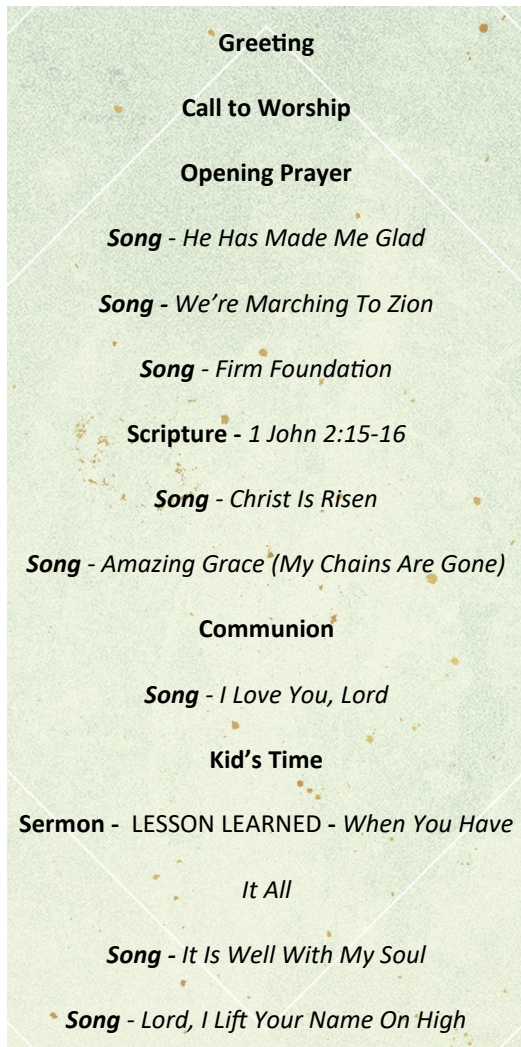 Greeting
Call to Worship
Opening Prayer
Song - He Has Made Me Glad
Song - We’re Marching To Zion
Song - Firm Foundation
Scripture - 1 John 2:15-16
Song - Christ Is Risen
Song - Amazing Grace (My Chains Are Gone)
Communion
Song - I Love You, Lord
Kid’s Time
Sermon - LESSON LEARNED - When You Have
It All
Song - It Is Well With My Soul
Song - Lord, I Lift Your Name On High